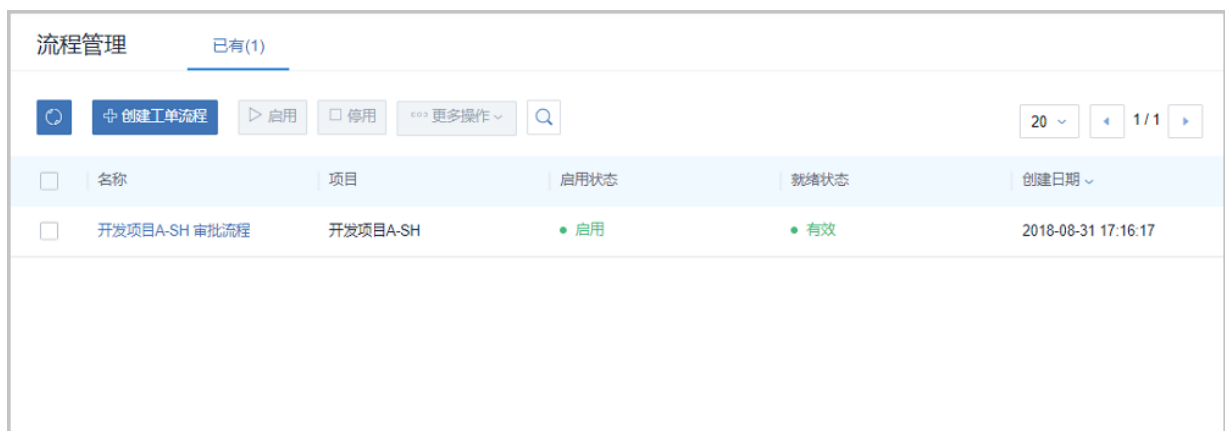 流程管理 已有(1)
创建工单流程 启用 停用 更多操作 20 1 / 1
名称 项目 启用状态 就绪状态 创建日期
开发项目A-SH 审批流程 开发项目A-SH 启用 有效 2018-08-31 17:16:17